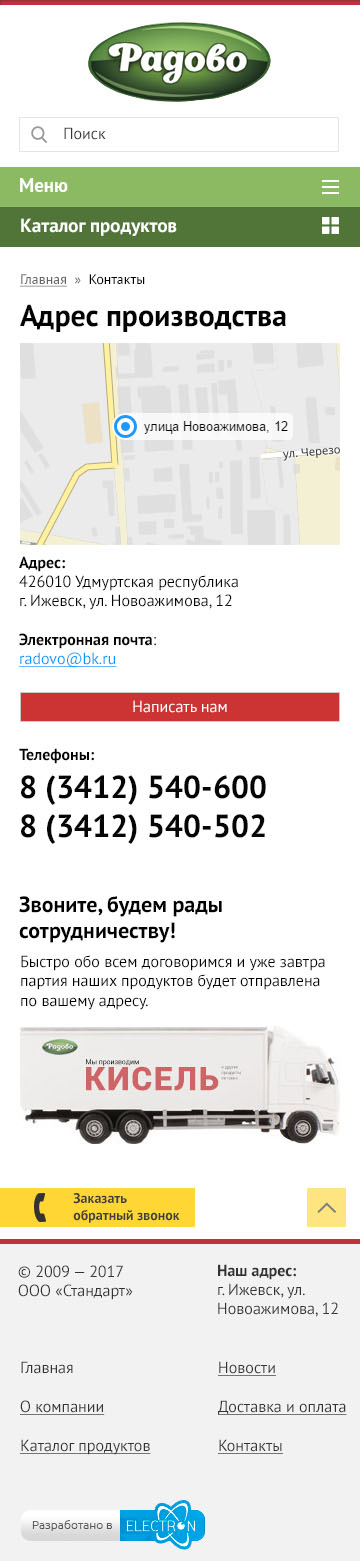 Радово
Поиск
Меню
Каталог продуктов
Главная » Контакты
Адрес производства
улица Новоажимова, 12
ул. Черезо
Адрес:
426010 Удмуртская республика
г. Ижевск, ул. Новоажимова, 12
Электронная почта:
radovo@bk.ru
Написать нам
Телефоны:
8 (3412) 540-600
8 (3412) 540-502
Звоните, будем рады
сотрудничеству!
Быстро обо всем договоримся и уже завтра
партия наших продуктов будет отправлена
по вашему адресу.
Радово
Мы производим
КИСЕЛЬ
Заказать
обратный звонок
© 2009 — 2017
ООО «Стандарт»
Наш адрес:
г. Ижевск, ул.
Новоажимова, 12
Главная
Новости
О компании
Доставка и оплата
Каталог продуктов
Контакты
Разработано в ELECTRON